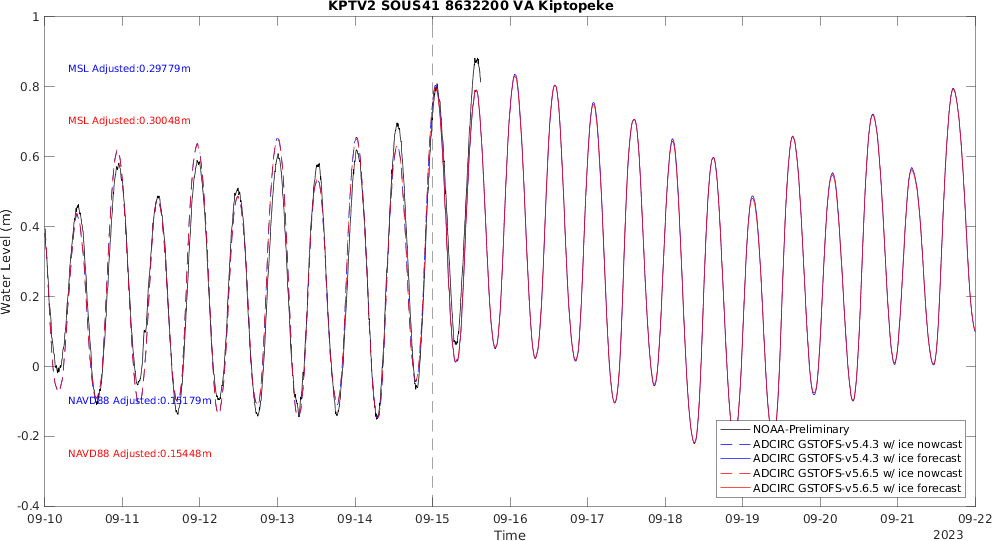 KPTV2 SOUS41 8632200 VA Kiptopeke
MSL Adjusted:0.29779m
MSL Adjusted:0.30048m
NAVD88 Adjusted:0.15179m
NAVD88 Adjusted:0.15448m
Water Level (m)
1
0.8
0.6
0.4
0.2
0
-0.2
-0.4
NOAA-Preliminary
ADCIRC GSTOFS-v5.4.3 w/ ice nowcast
ADCIRC GSTOFS-v5.4.3 w/ ice forecast
ADCIRC GSTOFS-v5.6.5 w/ ice nowcast
ADCIRC GSTOFS-v5.6.5 w/ ice forecast
09-10 09-11 09-12 09-13 09-14 09-15 09-16 09-17 09-18 09-19 09-20 09-21 09-22
Time
2023